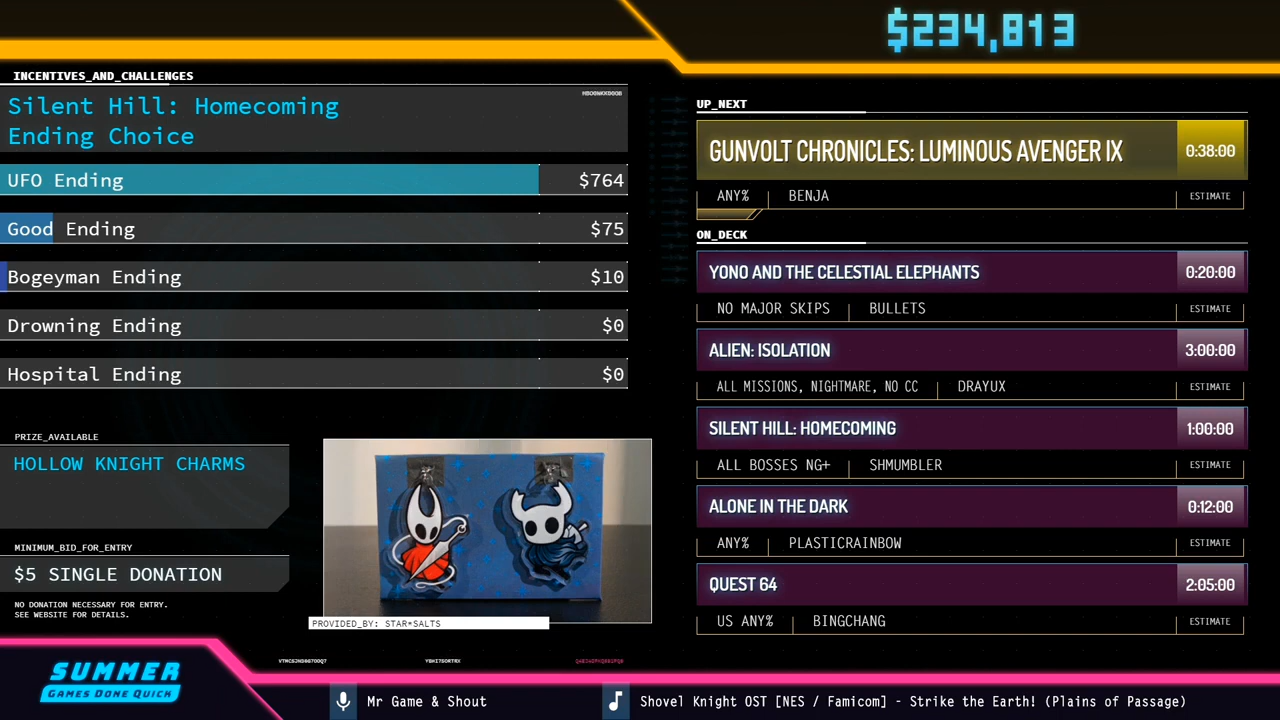 $234,813
INCENTIVES_AND_CHALLENGES
Silent Hill: Homecoming
Ending Choice
UFO Ending $764
Good Ending $75
Bogeyman Ending $10
Drowning Ending $0
Hospital Ending $0
PRIZE_AVAILABLE
HOLLOW KNIGHT CHARMS
MINIMUM_BID_FOR_ENTRY
$5 SINGLE DONATION
NO DONATION NECESSARY FOR ENTRY.
SEE WEBSITE FOR DETAILS.
PROVIDED_BY: STAR*SALTS
UP_NEXT
GUNVOLT CHRONICLES: LUMINOUS AVENGER IX 0:38:00
ANY% BENJA ESTIMATE
ON_DECK
YONO AND THE CELESTIAL ELEPHANTS 0:20:00
NO MAJOR SKIPS BULLETS ESTIMATE
ALIEN: ISOLATION 3:00:00
ALL MISSIONS, NIGHTMARE, NO CC DRAYUX ESTIMATE
SILENT HILL: HOMECOMING 1:00:00
ALL BOSSES NG+ SHMUMBLER ESTIMATE
ALONE IN THE DARK 0:12:00
ANY% PLASTICRAINBOW ESTIMATE
QUEST 64 2:05:00
US ANY% BINGCHANG ESTIMATE
SUMMER
GAMES DONE QUICK
Mr Game & Shout
Shovel Knight OST [NES / Famicom] - Strike the Earth! (Plains of Passage)